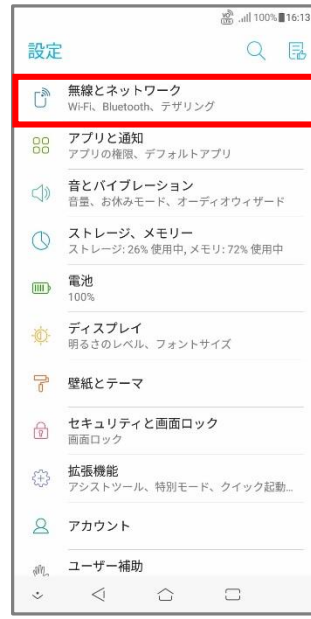 100% 16:13
設定
無線とネットワーク
Wi-Fi、Bluetooth、テザリング
アプリと通知
アプリの権限、デフォルトアプリ
音とバイブレーション
音量、お休みモード、オーディオウィザード
ストレージ、メモリー
ストレージ: 26% 使用中, メモリ: 72% 使用中
電池
100%
ディスプレイ
明るさのレベル、フォントサイズ
壁紙とテーマ
セキュリティと画面ロック
画面ロック
拡張機能
アシストツール、特別モード、クイック起動...
アカウント
ユーザー補助